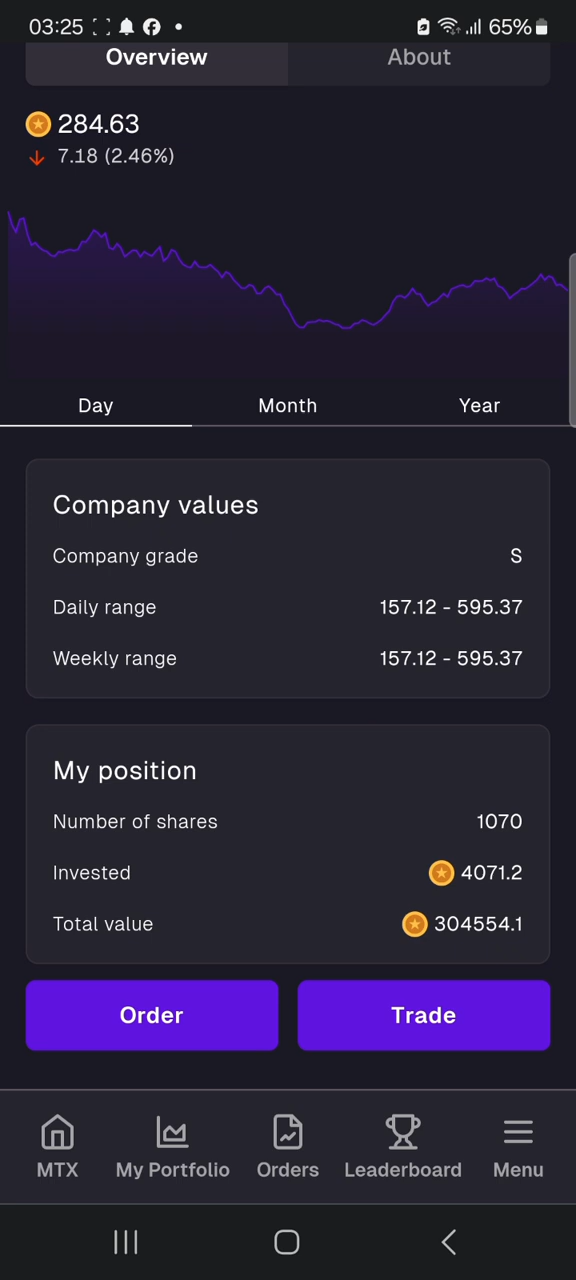 03:25 65%
Overview About
284.63
7.18 (2.46%)
Day Month Year
Company values
Company grade S
Daily range 157.12 - 595.37
Weekly range 157.12 - 595.37
My position
Number of shares 1070
Invested 4071.2
Total value 304554.1
Order Trade
MTX My Portfolio Orders Leaderboard Menu